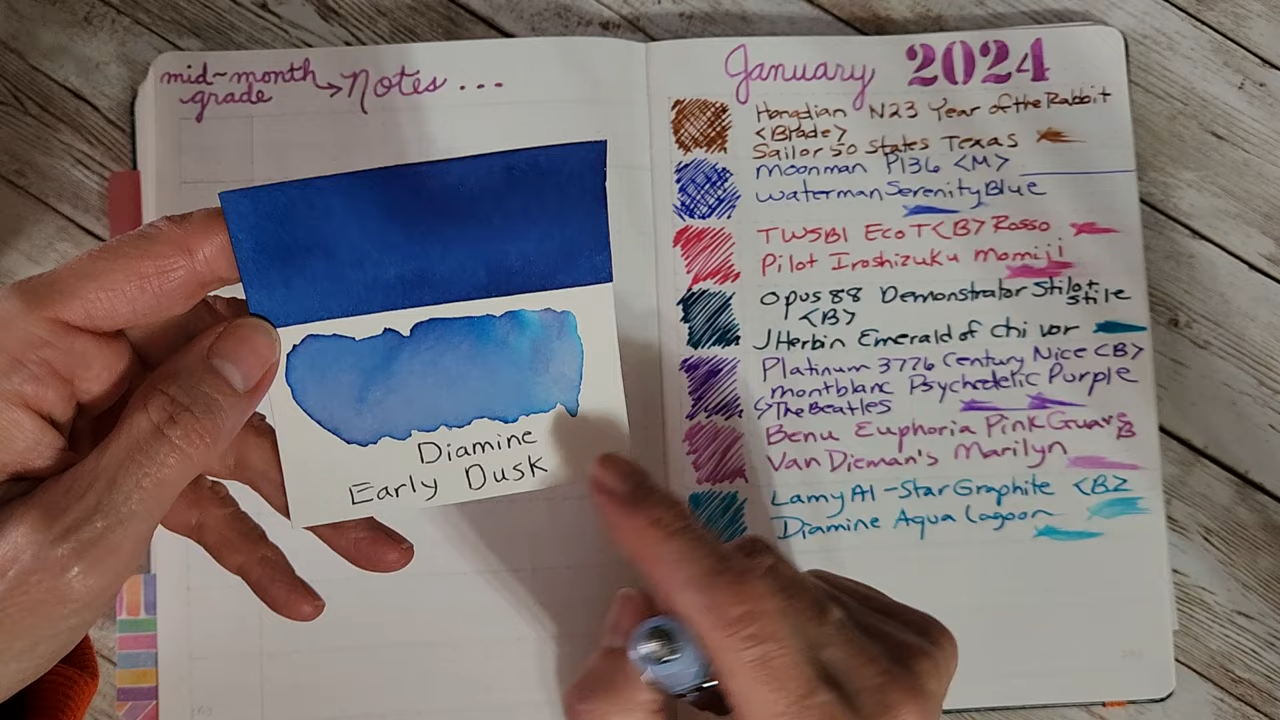 mid-month
grade → Notes ...
Diamine
Early Dusk
January 2024
Hongdian N23 Year of the Rabbit
<Blade>
Sailor 50 States Texas
Moonman P136 <M>
Waterman Serenity Blue
TWSBI Eco T <B> Rosso
Pilot Iroshizuku Momiji
Opus 88 Demonstrator
<B>
JHerbin Emerald of Chivor
Platinum 3776 Century Nice <B>
Montblanc Psychedelic Purple
↳ The Beatles
Benu Euphoria Pink Guava
B
Van Dieman's Marilyn
Lamy Al-Star Graphite <B>
Diamine Aqua Lagoon